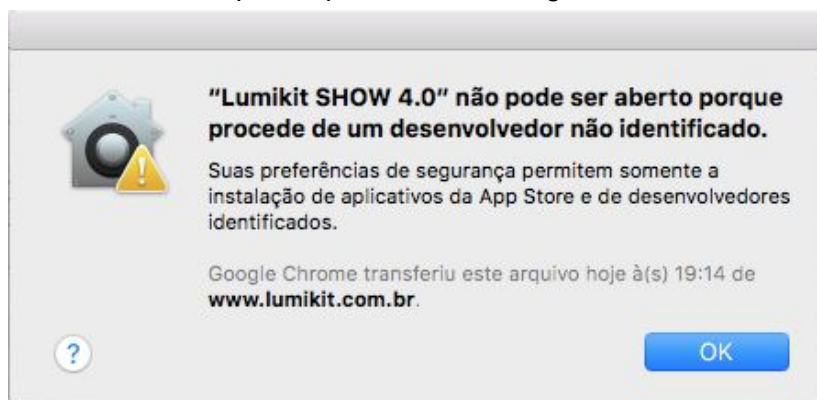 "Lumikit SHOW 4.0" não pode ser aberto porque
procede de um desenvolvedor não identificado.
Suas preferências de segurança permitem somente a
instalação de aplicativos da App Store e de desenvolvedores
identificados.
Google Chrome transferiu este arquivo hoje à(s) 19:14 de
www.lumikit.com.br.
?
OK